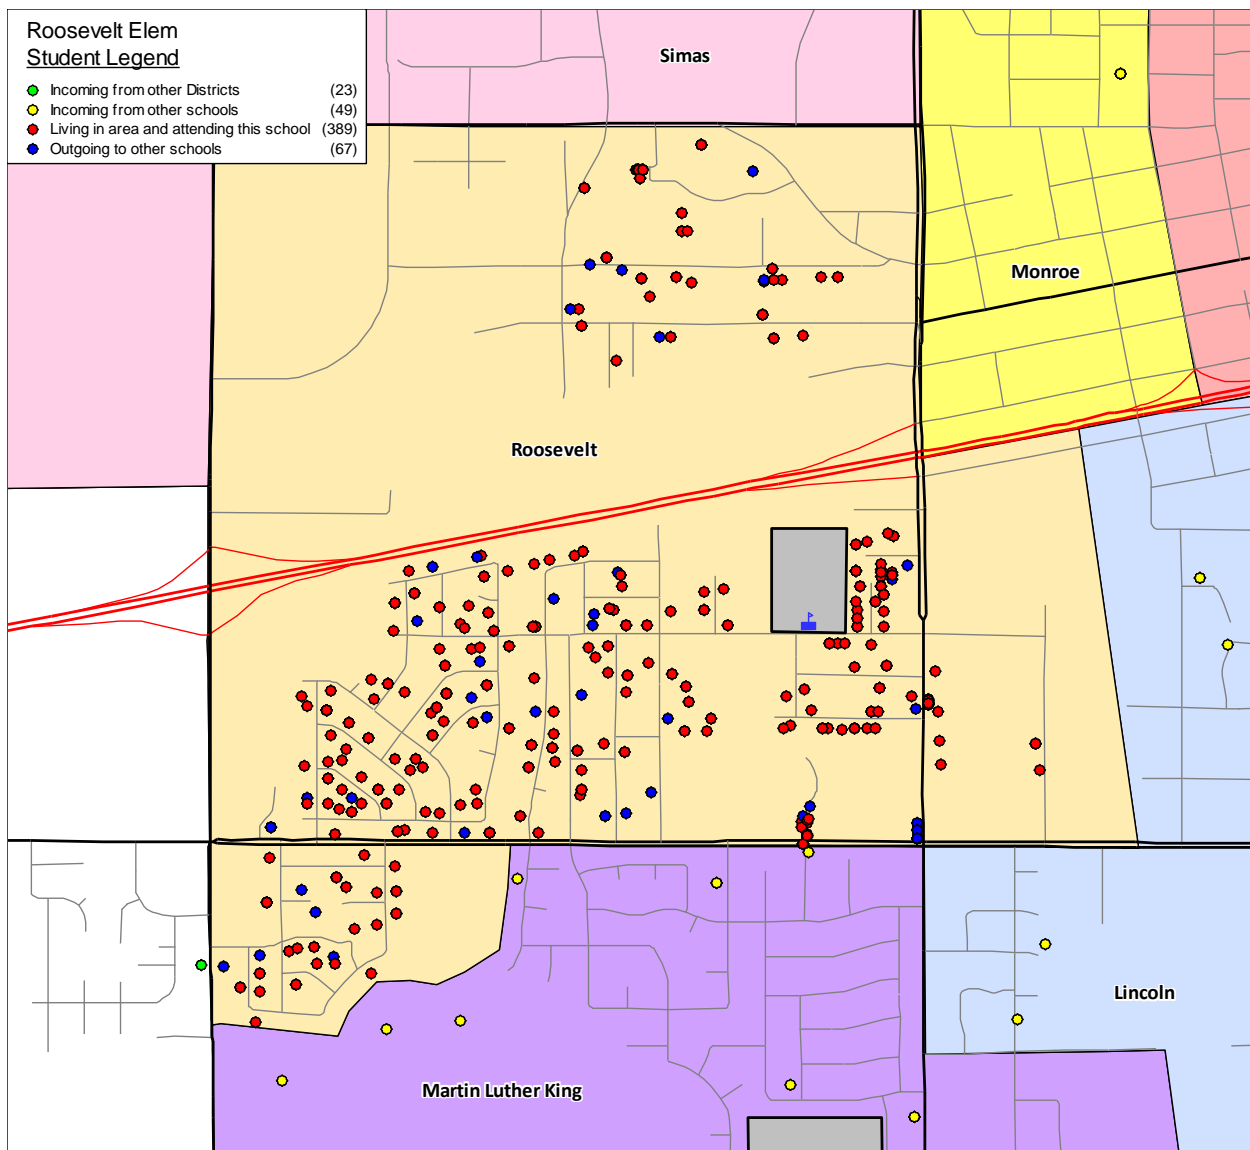 Roosevelt Elem
Student Legend
Incoming from other Districts (23)
Incoming from other schools (49)
Living in area and attending this school (389)
Outgoing to other schools (67)
Simas
Monroe
Roosevelt
Lincoln
Martin Luther King